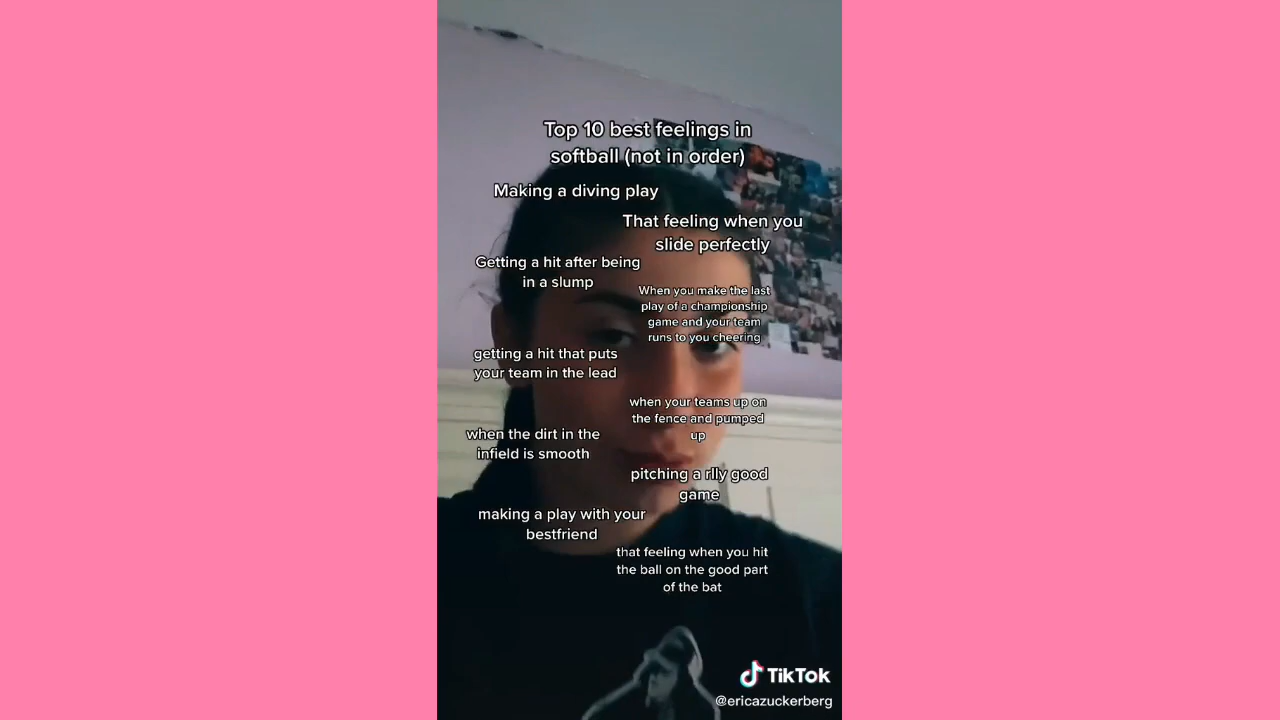 Top 10 best feelings in
softball (not in order)
Making a diving play
That feeling when you
slide perfectly
Getting a hit after being
in a slump
When you make the last
play of a championship
game and your team
runs to you cheering
getting a hit that puts
your team in the lead
when your teams up on
the fence and pumped
up
when the dirt in the
infield is smooth
pitching a rlly good
game
making a play with your
bestfriend
that feeling when you hit
the ball on the good part
of the bat
TikTok
@ericazuckerberg